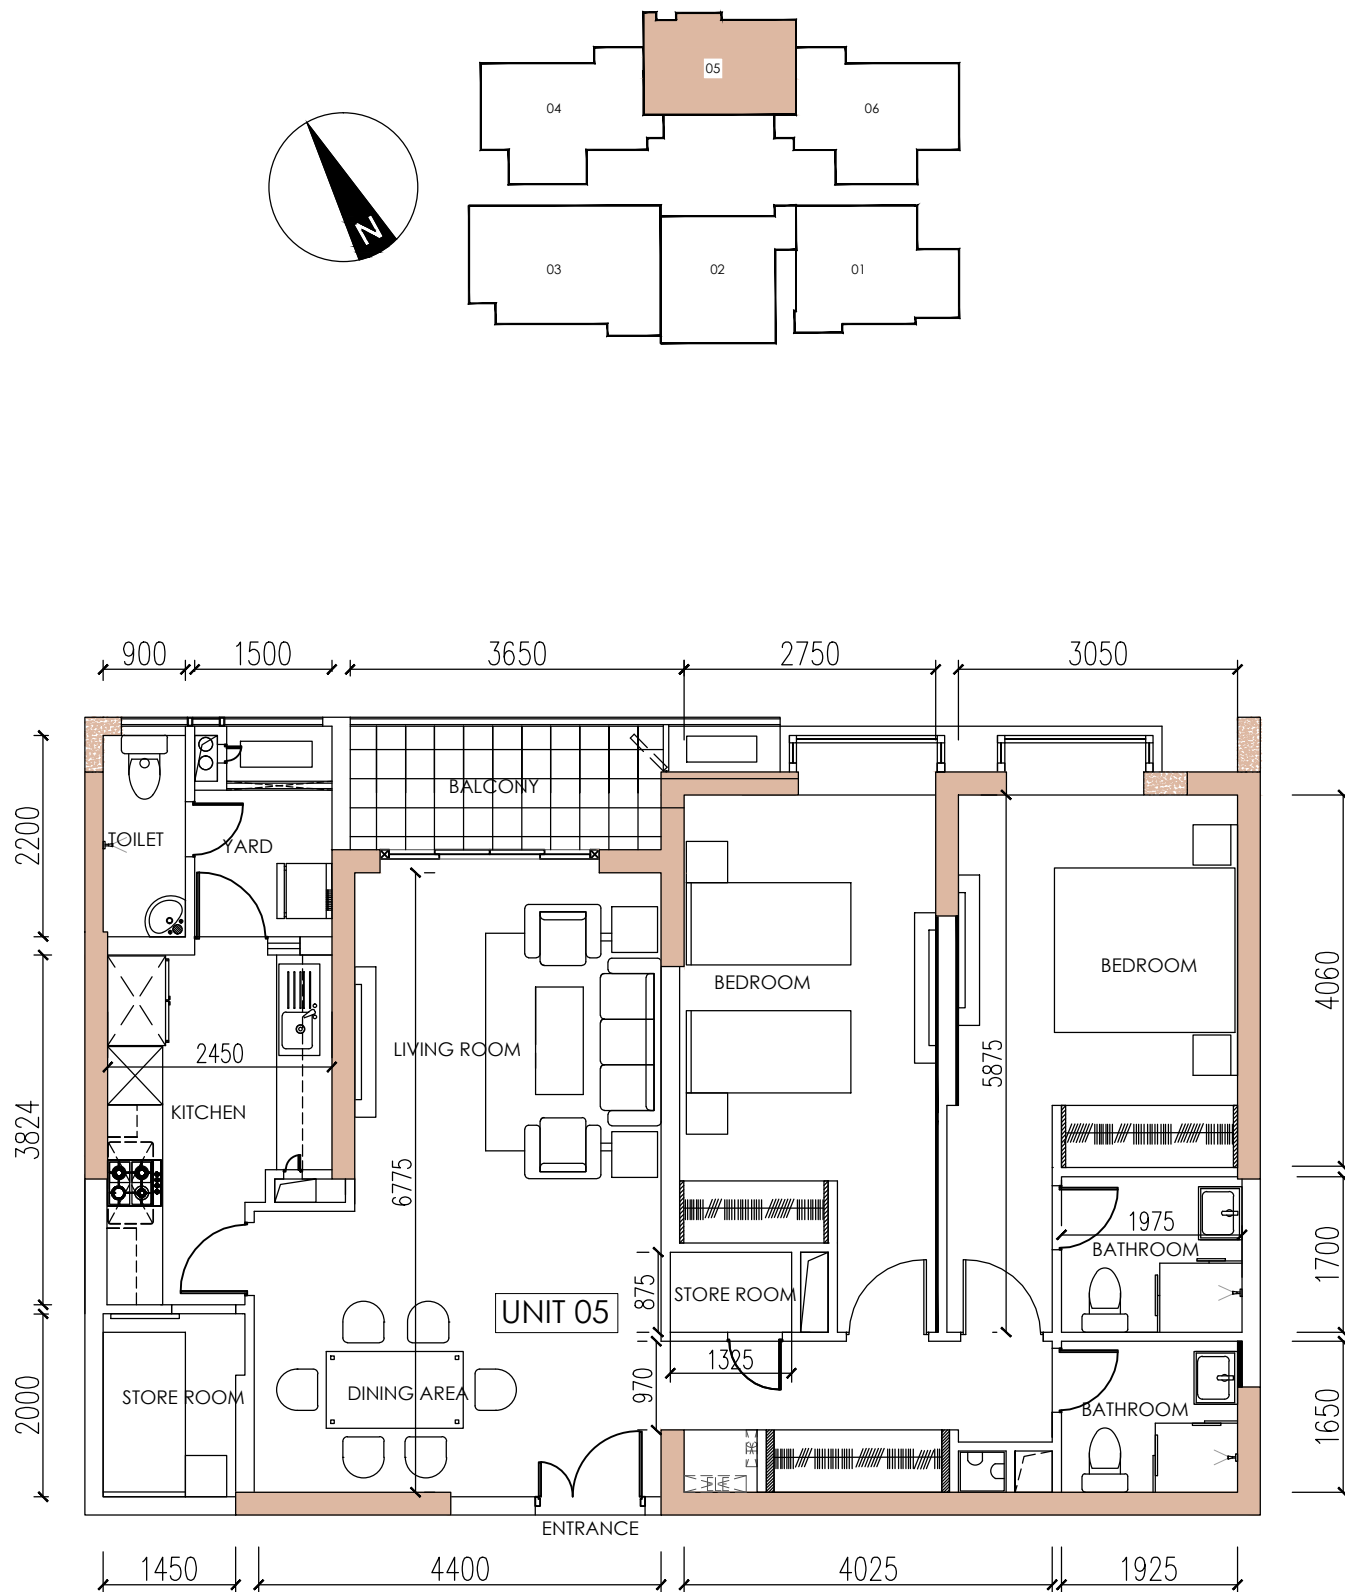 05
04
06
N
03
02
01
900
1500
3650
2750
3050
BALCONY
2200
TOILET
YARD
BEDROOM
BEDROOM
4060
LIVING ROOM
2450
5875
KITCHEN
3824
6775
1975
BATHROOM
1700
875
STORE ROOM
UNIT 05
1325
970
2000
STORE ROOM
DINING AREA
BATHROOM
1650
ENTRANCE
1450
4400
4025
1925